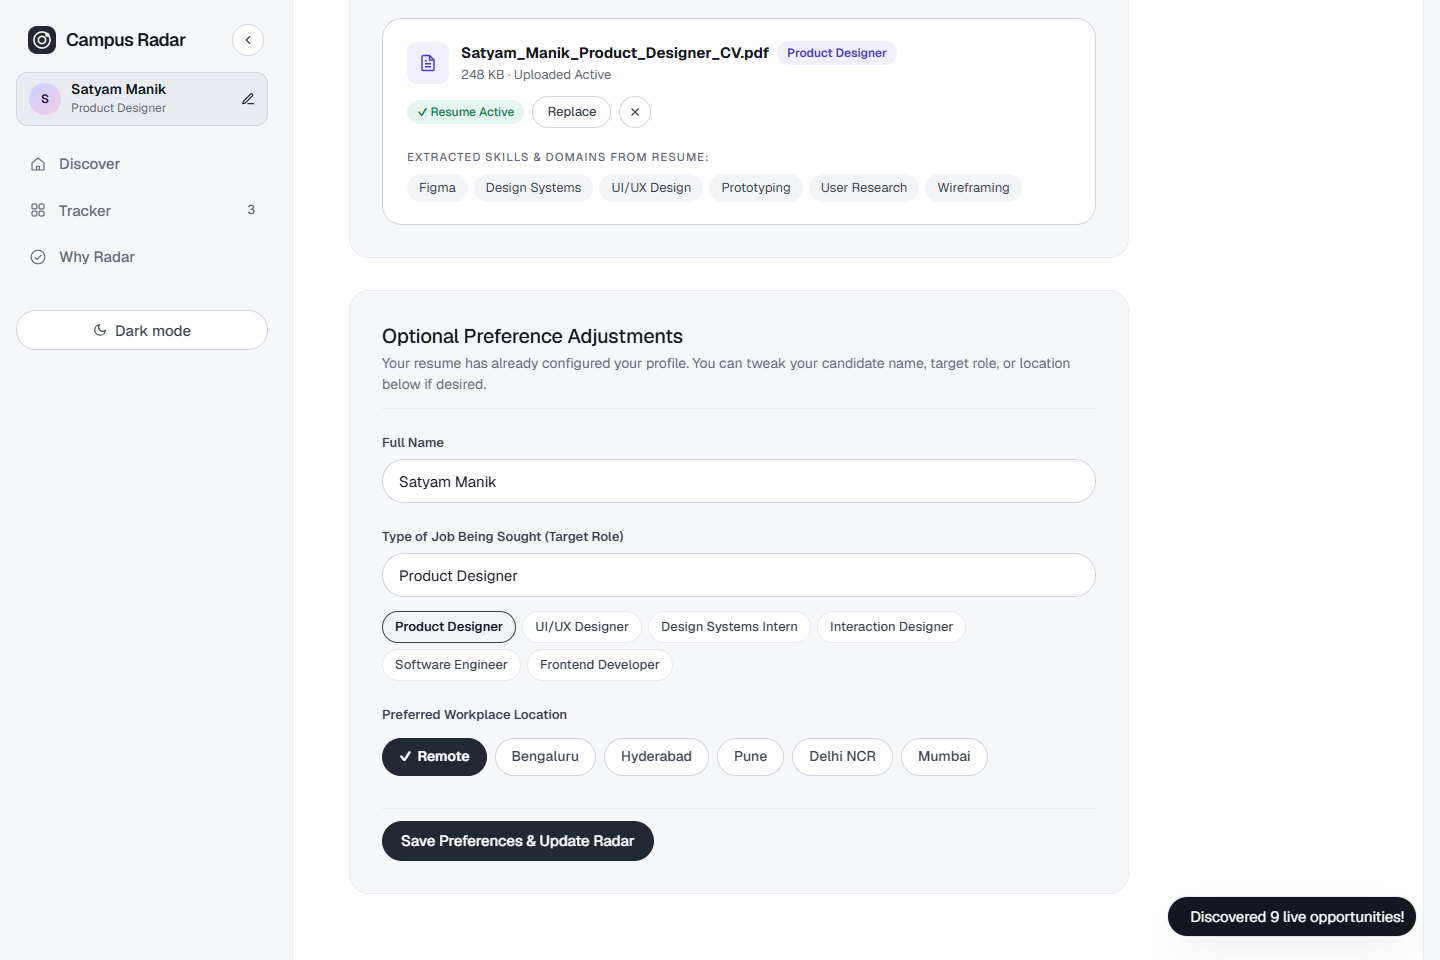 Campus Radar
S
Satyam Manik
Product Designer
Discover
Tracker
3
Why Radar
Dark mode
Satyam_Manik_Product_Designer_CV.pdf
Product Designer
248 KB · Uploaded Active
✓ Resume Active
Replace
EXTRACTED SKILLS & DOMAINS FROM RESUME:
Figma
Design Systems
UI/UX Design
Prototyping
User Research
Wireframing
Optional Preference Adjustments
Your resume has already configured your profile. You can tweak your candidate name, target role, or location
below if desired.
Full Name
Satyam Manik
Type of Job Being Sought (Target Role)
Product Designer
Product Designer
UI/UX Designer
Design Systems Intern
Interaction Designer
Software Engineer
Frontend Developer
Preferred Workplace Location
✓ Remote
Bengaluru
Hyderabad
Pune
Delhi NCR
Mumbai
Save Preferences & Update Radar
Discovered 9 live opportunities!